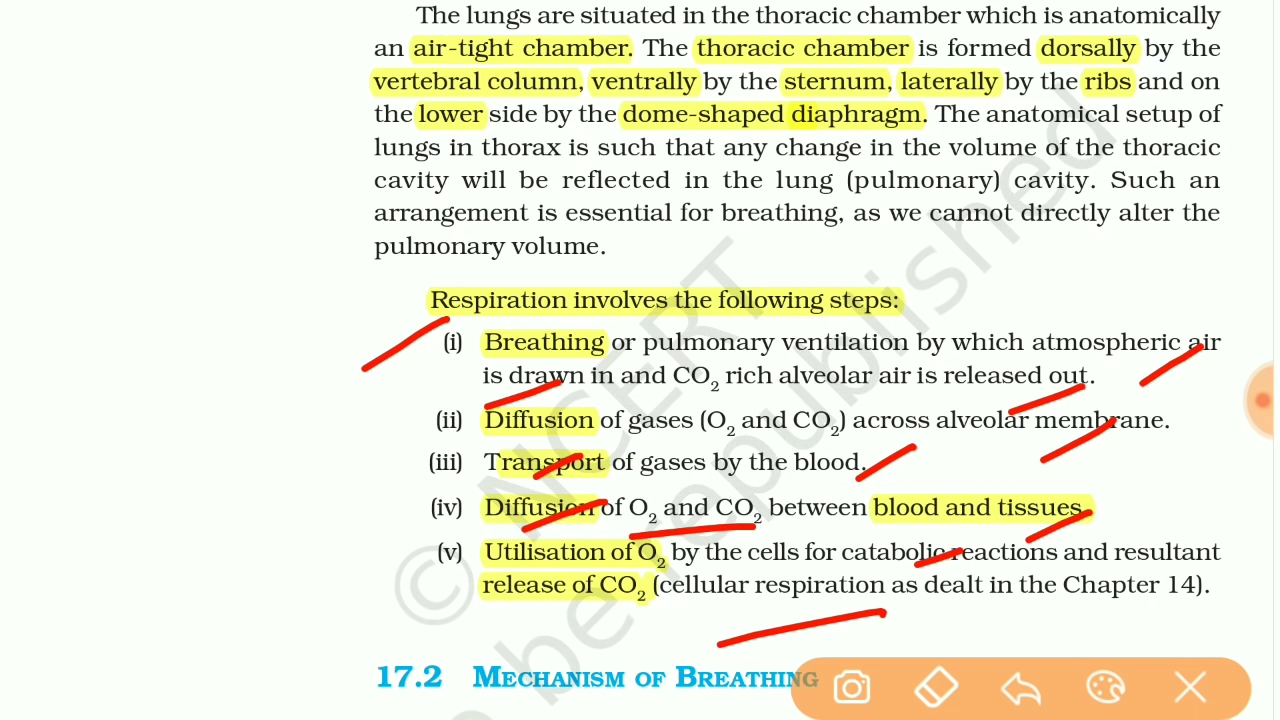 The lungs are situated in the thoracic chamber which is anatomically
an air-tight chamber. The thoracic chamber is formed dorsally by the
vertebral column, ventrally by the sternum, laterally by the ribs and on
the lower side by the dome-shaped diaphragm. The anatomical setup of
lungs in thorax is such that any change in the volume of the thoracic
cavity will be reflected in the lung (pulmonary) cavity. Such an
arrangement is essential for breathing, as we cannot directly alter the
pulmonary volume.
Respiration involves the following steps:
(i) Breathing or pulmonary ventilation by which atmospheric air
is drawn in and CO₂ rich alveolar air is released out.
(ii) Diffusion of gases (O₂ and CO₂) across alveolar membrane.
(iii) Transport of gases by the blood.
(iv) Diffusion of O₂ and CO₂ between blood and tissues.
(v) Utilisation of O₂ by the cells for catabolic reactions and resultant
release of CO₂ (cellular respiration as dealt in the Chapter 14).
17.2 MECHANISM OF BREATHING
© NCERT
be republished